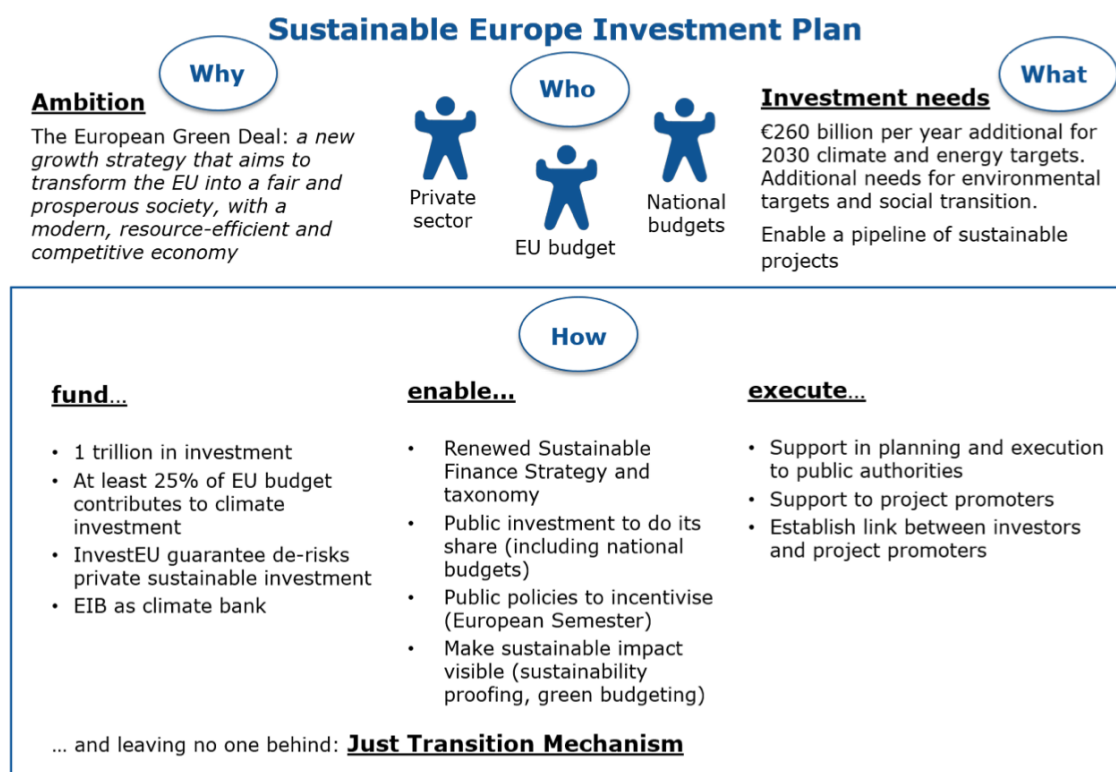 Sustainable Europe Investment Plan
Why
Ambition
The European Green Deal: a new
growth strategy that aims to
transform the EU into a fair and
prosperous society, with a
modern, resource-efficient and
competitive economy
Who
Private
sector
EU budget
National
budgets
What
Investment needs
€260 billion per year additional for
2030 climate and energy targets.
Additional needs for environmental
targets and social transition.
Enable a pipeline of sustainable
projects
How
fund...
• 1 trillion in investment
• At least 25% of EU budget
contributes to climate
investment
• InvestEU guarantee de-risks
private sustainable investment
• EIB as climate bank
enable...
• Renewed Sustainable
Finance Strategy and
taxonomy
• Public investment to do its
share (including national
budgets)
• Public policies to incentivise
(European Semester)
• Make sustainable impact
visible (sustainability
proofing, green budgeting)
execute...
• Support in planning and execution
to public authorities
• Support to project promoters
• Establish link between investors
and project promoters
... and leaving no one behind: Just Transition Mechanism